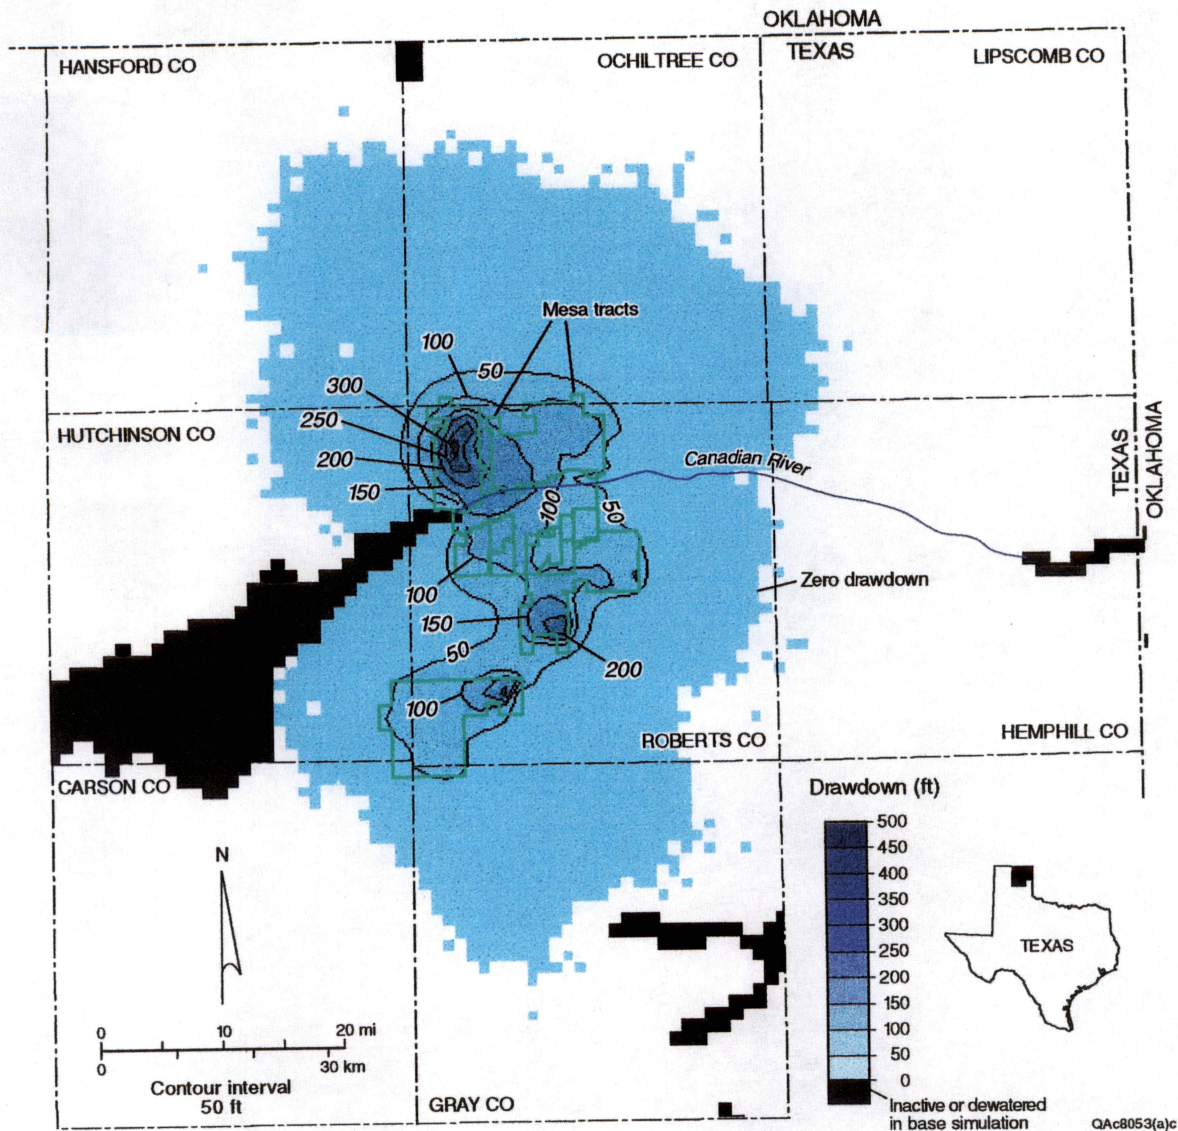 OKLAHOMA
TEXAS
HANSFORD CO
OCHILTREE CO
LIPSCOMB CO
Mesa tracts
100
50
300
250
200
150
HUTCHINSON CO
Canadian River
TEXAS
OKLAHOMA
100
50
Zero drawdown
100
150
50
200
100
ROBERTS CO
HEMPHILL CO
CARSON CO
Drawdown (ft)
500
450
400
350
300
250
200
150
100
50
0
Inactive or dewatered
in base simulation
TEXAS
N
0 10 20 mi
0 30 km
Contour interval
50 ft
GRAY CO
QAc8053(a)c